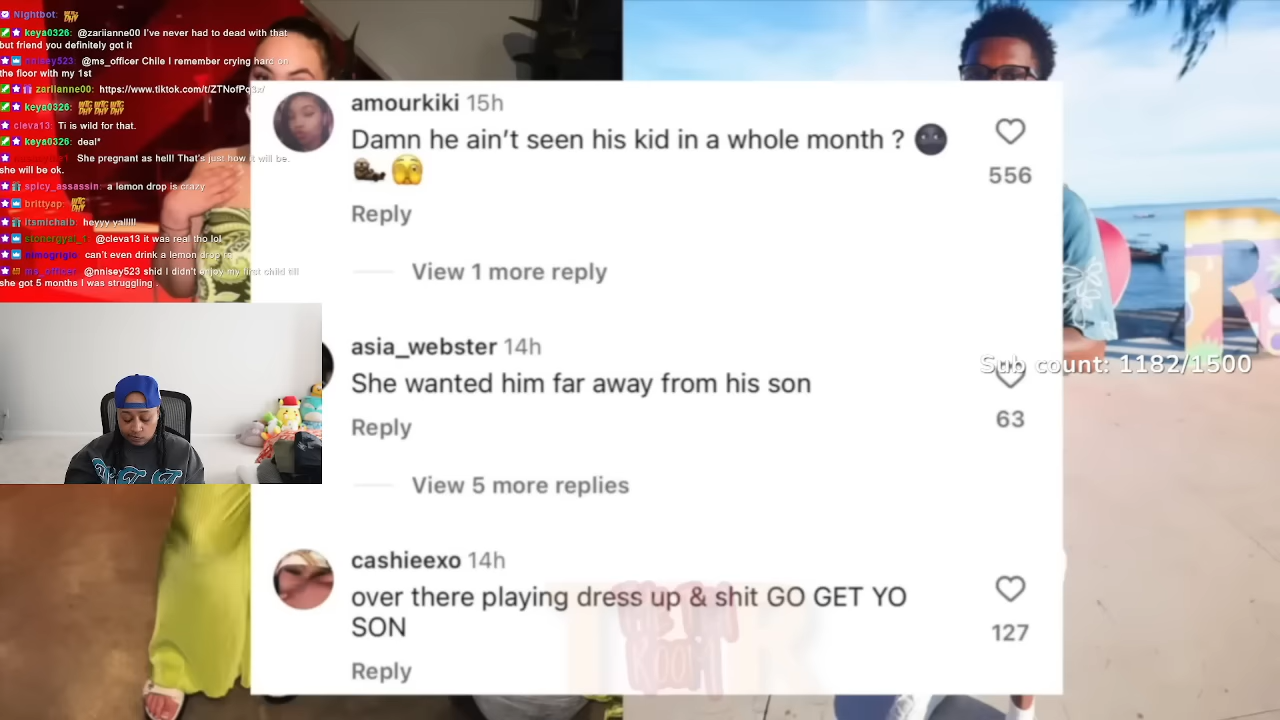 Nightbot:
keya0326: @zariianne00 I've never had to dead with that
but friend you definitely got it
nnisey523: @ms_officer Chile I remember crying hard on
the floor with my 1st
zariianne00: https://www.tiktok.com/t/
keya0326:
cleva13: Ti is wild for that.
keya0326: deal*
She pregnant as hell! That's just how it will be.
she will be ok.
spicy_assassin: a lemon drop is crazy
brittyap:
itsmichaib: heyyy yalllll
@cleva13 it was real tho lol
can't even drink a lemon drop
ms_officer: @nnisey523 shid I didn't enjoy my first child till
she got 5 months I was struggling .
amourkiki 15h
Damn he ain't seen his kid in a whole month ?
556
Reply
View 1 more reply
asia_webster 14h
She wanted him far away from his son
63
Reply
View 5 more replies
Sub count: 1182/1500
cashieexo 14h
over there playing dress up & shit GO GET YO
SON
127
Reply
R